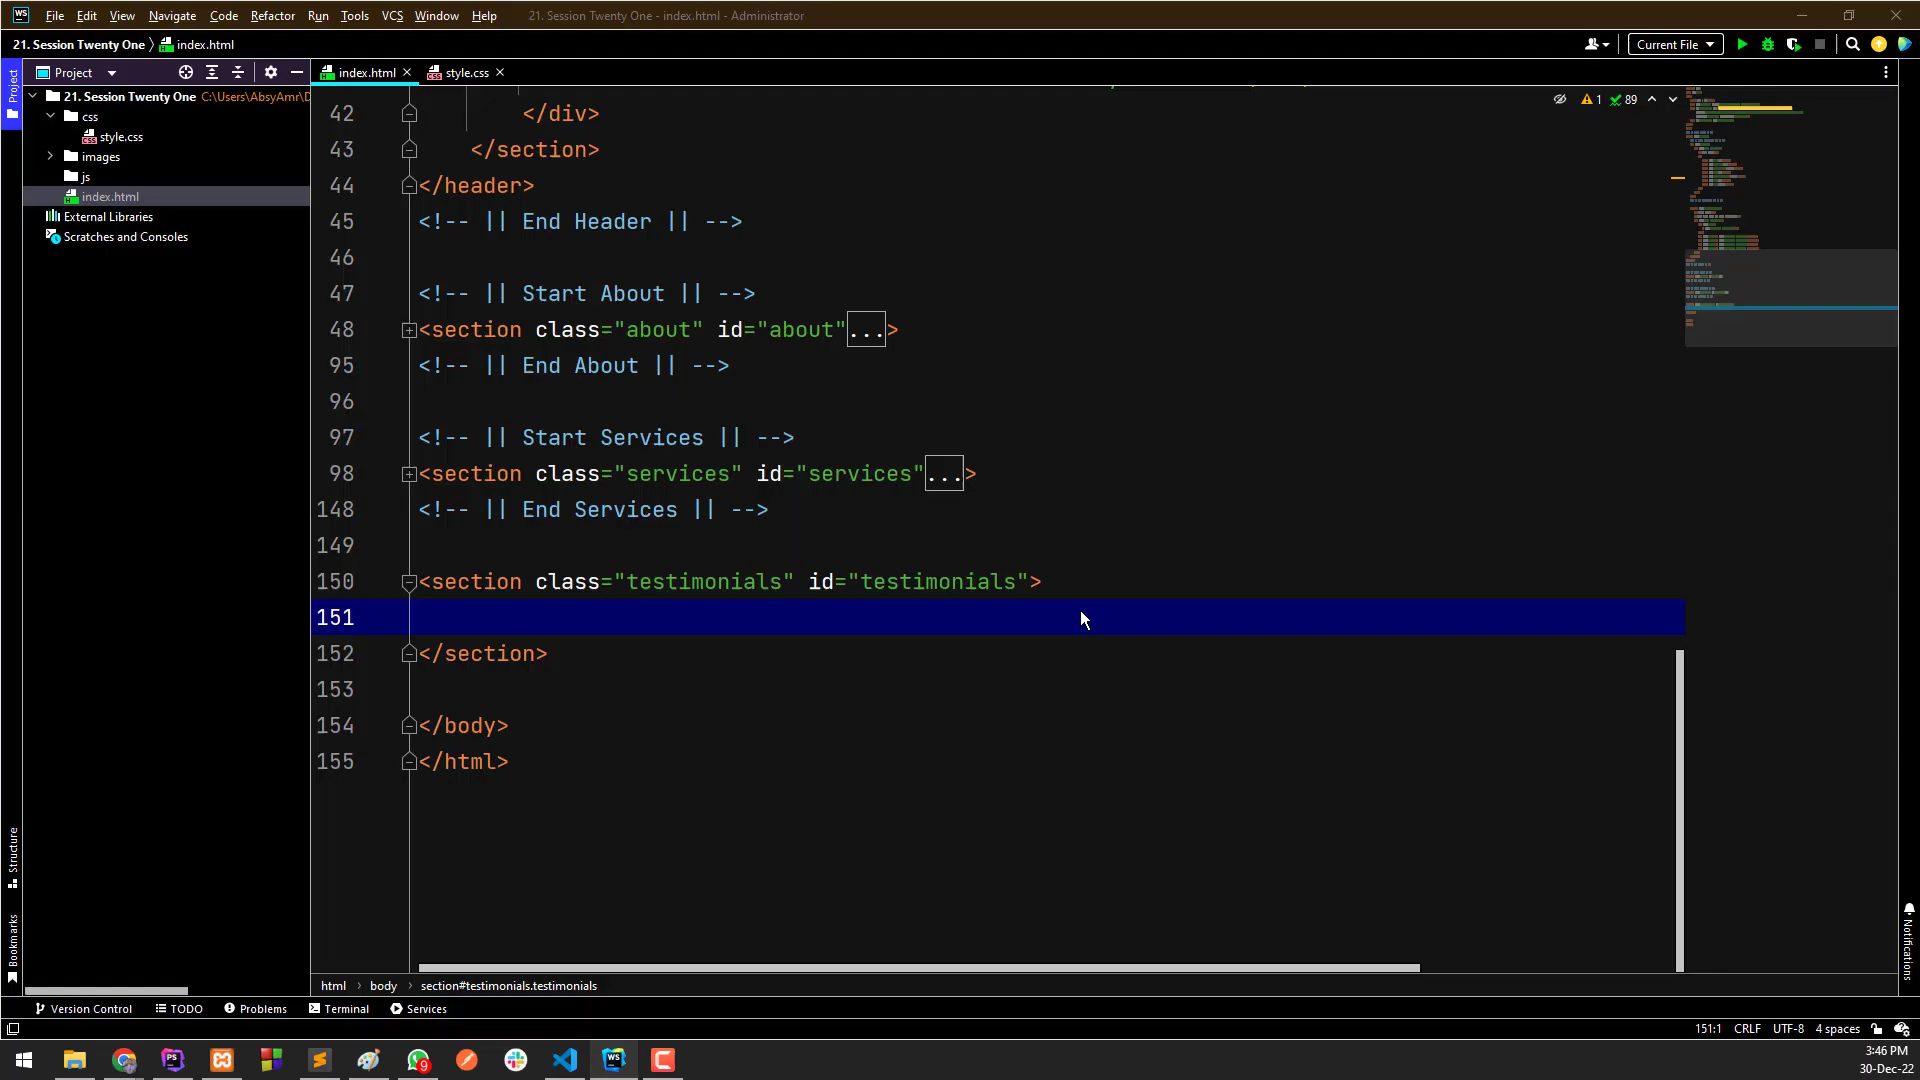 File Edit View Navigate Code Refactor Run Tools VCS Window Help 21. Session Twenty One - index.html - Administrator
21. Session Twenty One index.html
Current File
Project
index.html
style.css
Project
21. Session Twenty One C:\Users\AbsyAmr\D
css
style.css
images
js
index.html
External Libraries
Scratches and Consoles
1 89
42 </div>
43 </section>
44 </header>
45 <!-- || End Header || -->
46
47 <!-- || Start About || -->
48 <section class="about" id="about"...>
95 <!-- || End About || -->
96
97 <!-- || Start Services || -->
98 <section class="services" id="services"...>
148 <!-- || End Services || -->
149
150 <section class="testimonials" id="testimonials">
151
152 </section>
153
154 </body>
155 </html>
Structure
Bookmarks
Notifications
html body section#testimonials.testimonials
Version Control TODO Problems Terminal Services
151:1 CRLF UTF-8 4 spaces
PS
9
WS
3:46 PM
30-Dec-22